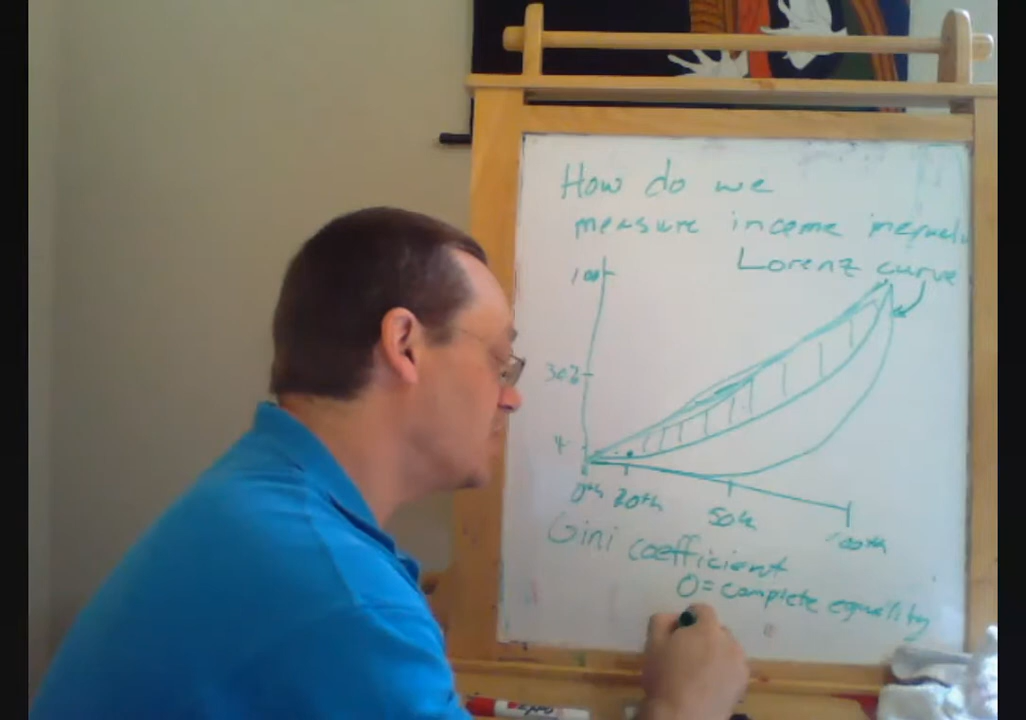 How do we
measure income inequali
Lorenz curve
100
30%
4
0th 20th
50th
100th
Gini coefficient
0 = complete equality
EXPO